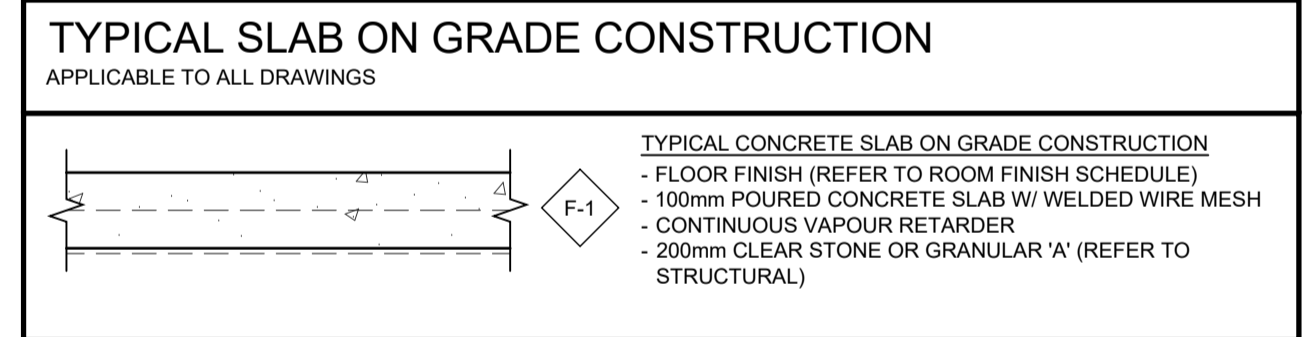 TYPICAL SLAB ON GRADE CONSTRUCTION
APPLICABLE TO ALL DRAWINGS
F-1
TYPICAL CONCRETE SLAB ON GRADE CONSTRUCTION
- FLOOR FINISH (REFER TO ROOM FINISH SCHEDULE)
- 100mm POURED CONCRETE SLAB W/ WELDED WIRE MESH
- CONTINUOUS VAPOUR RETARDER
- 200mm CLEAR STONE OR GRANULAR 'A' (REFER TO
STRUCTURAL)